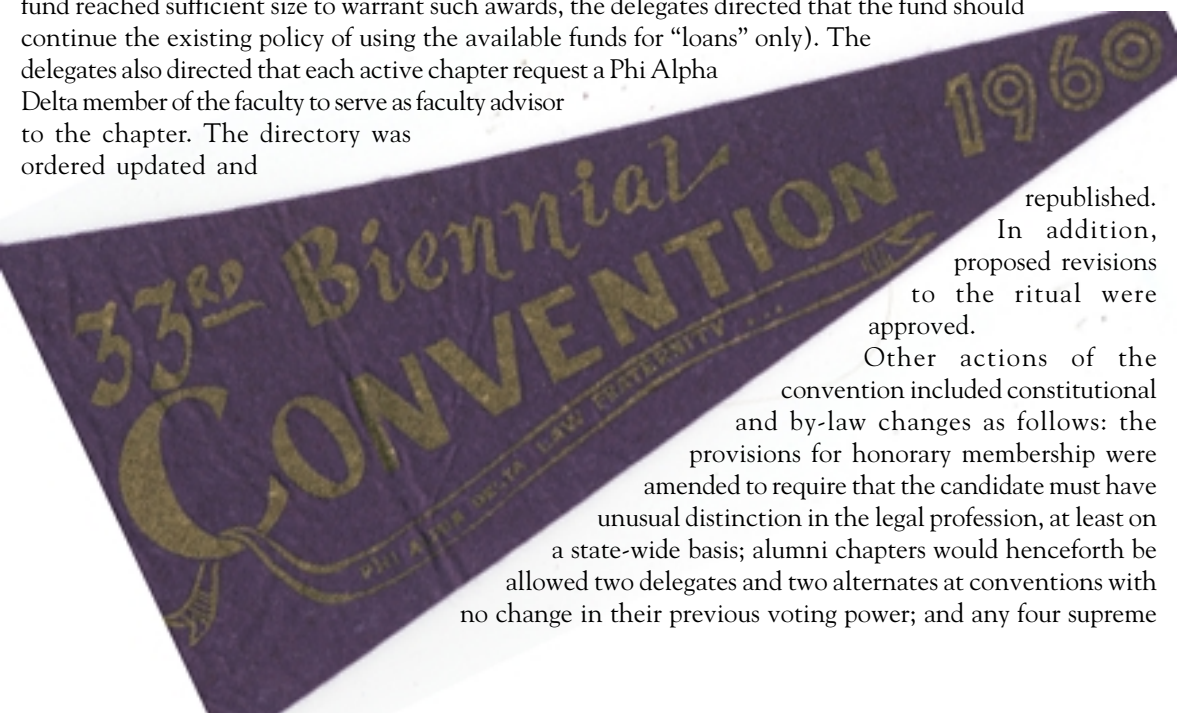 fund reached sufficient size to warrant such awards, the delegates directed that the fund should
continue the existing policy of using the available funds for “loans” only). The
delegates also directed that each active chapter request a Phi Alpha
Delta member of the faculty to serve as faculty advisor
to the chapter. The directory was
ordered updated and
33RD Biennial
CONVENTION
1960
PHI ALPHA DELTA LAW FRATERNITY...
republished.
In addition,
proposed revisions
to the ritual were
approved.
Other actions of the
convention included constitutional
and by-law changes as follows: the
provisions for honorary membership were
amended to require that the candidate must have
unusual distinction in the legal profession, at least on
a state-wide basis; alumni chapters would henceforth be
allowed two delegates and two alternates at conventions with
no change in their previous voting power; and any four supreme